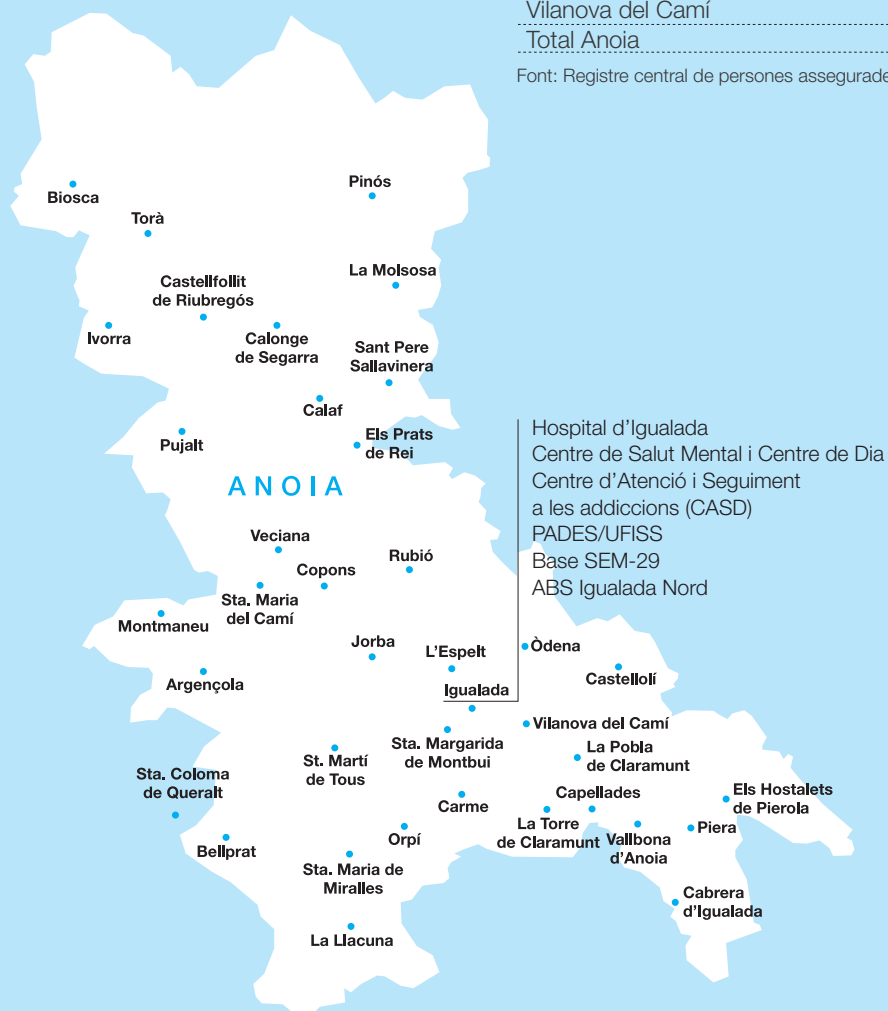 Vilanova del Camí
Total Anoia
Font: Registre central de persones assegurade
Biosca
Pinós
Torà
La Molsosa
Castellfollit
de Riubregós
Ivorra
Calonge
de Segarra
Sant Pere
Sallavinera
Calaf
Pujalt
Els Prats
de Rei
ANOIA
Hospital d'Igualada
Centre de Salut Mental i Centre de Dia
Centre d'Atenció i Seguiment
a les addiccions (CASD)
PADES/UFISS
Base SEM-29
ABS Igualada Nord
Veciana
Copons
Rubió
Sta. Maria
del Camí
Montmaneu
Jorba
L'Espelt
Òdena
Argençola
Igualada
Castellolí
Vilanova del Camí
Sta. Margarida
de Montbui
St. Martí
de Tous
La Pobla
de Claramunt
Sta. Coloma
de Queralt
Carme
Capellades
Els Hostalets
de Pierola
La Torre
de Claramunt
Vallbona
d'Anoia
Piera
Orpí
Bellprat
Sta. Maria de
Miralles
Cabrera
d'Igualada
La Llacuna